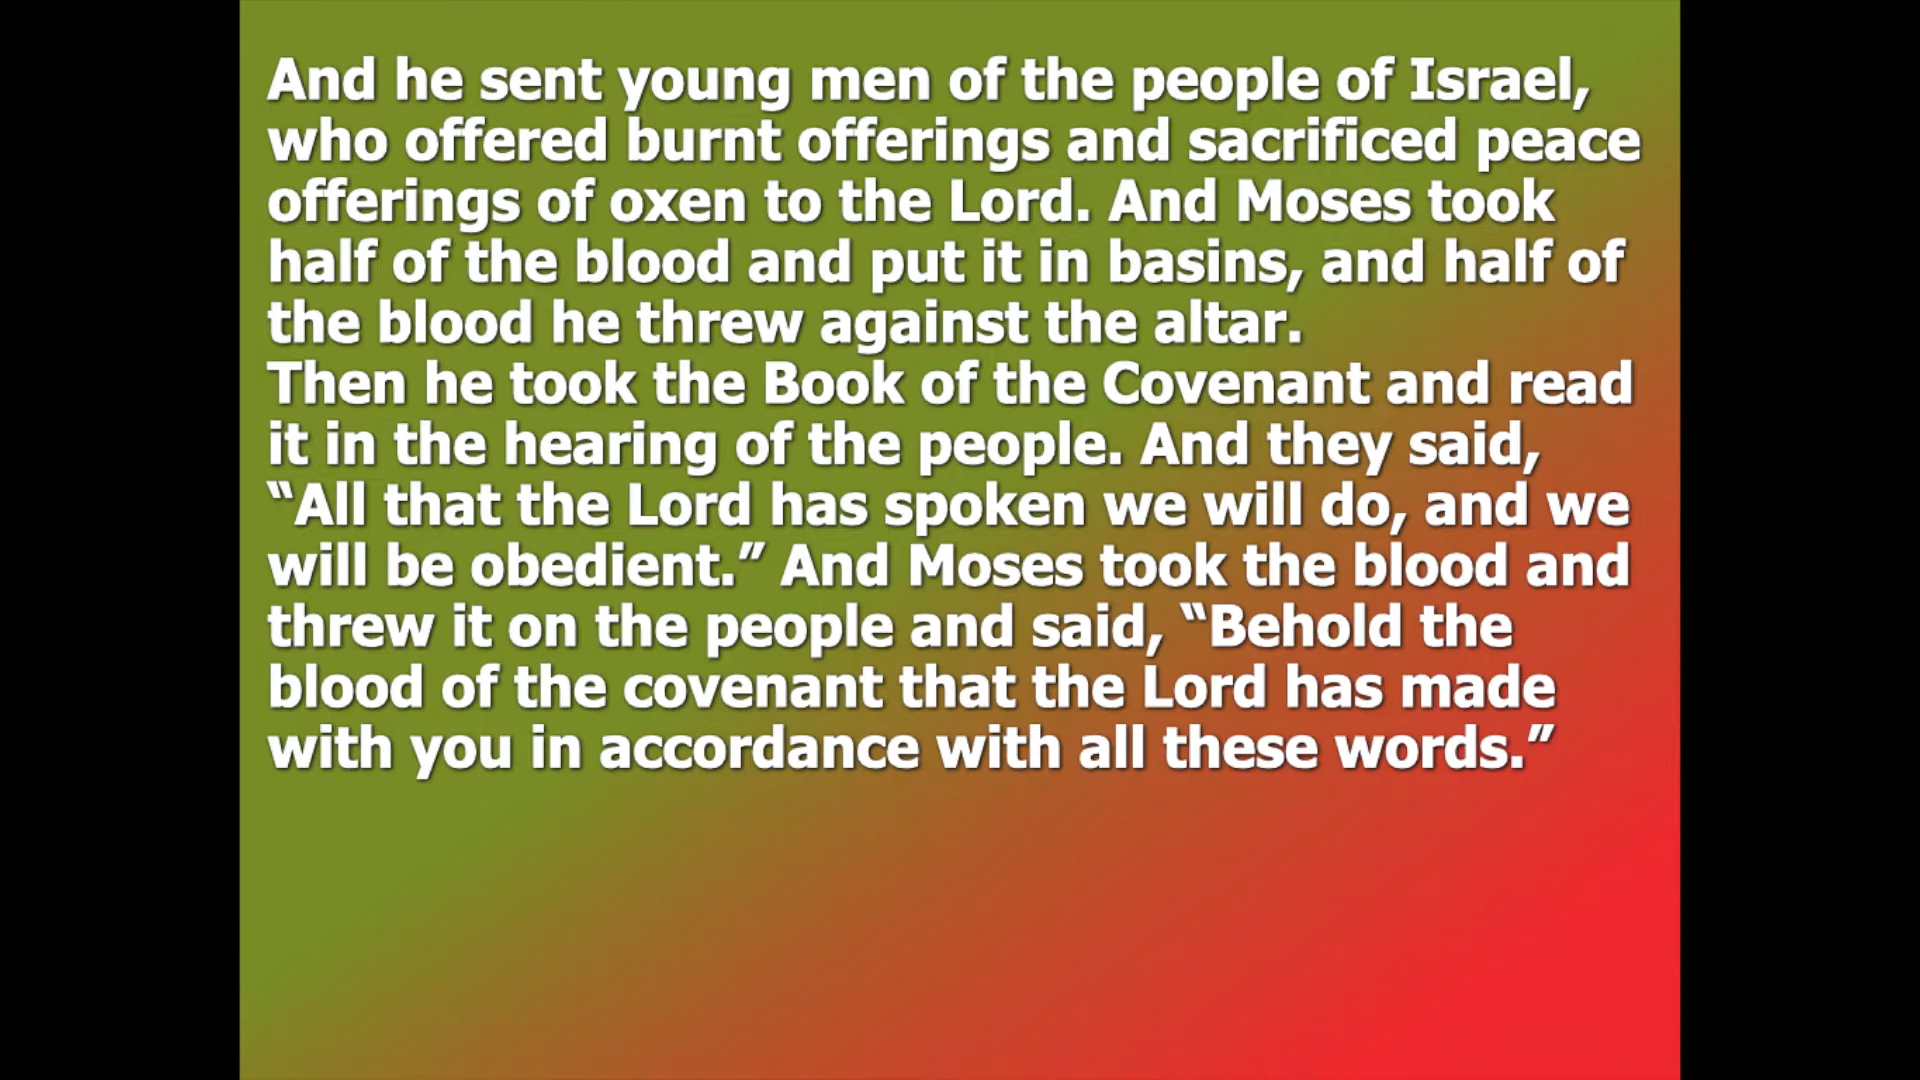 And he sent young men of the people of Israel,
who offered burnt offerings and sacrificed peace
offerings of oxen to the Lord. And Moses took
half of the blood and put it in basins, and half of
the blood he threw against the altar.
Then he took the Book of the Covenant and read
it in the hearing of the people. And they said,
“All that the Lord has spoken we will do, and we
will be obedient.” And Moses took the blood and
threw it on the people and said, “Behold the
blood of the covenant that the Lord has made
with you in accordance with all these words.”